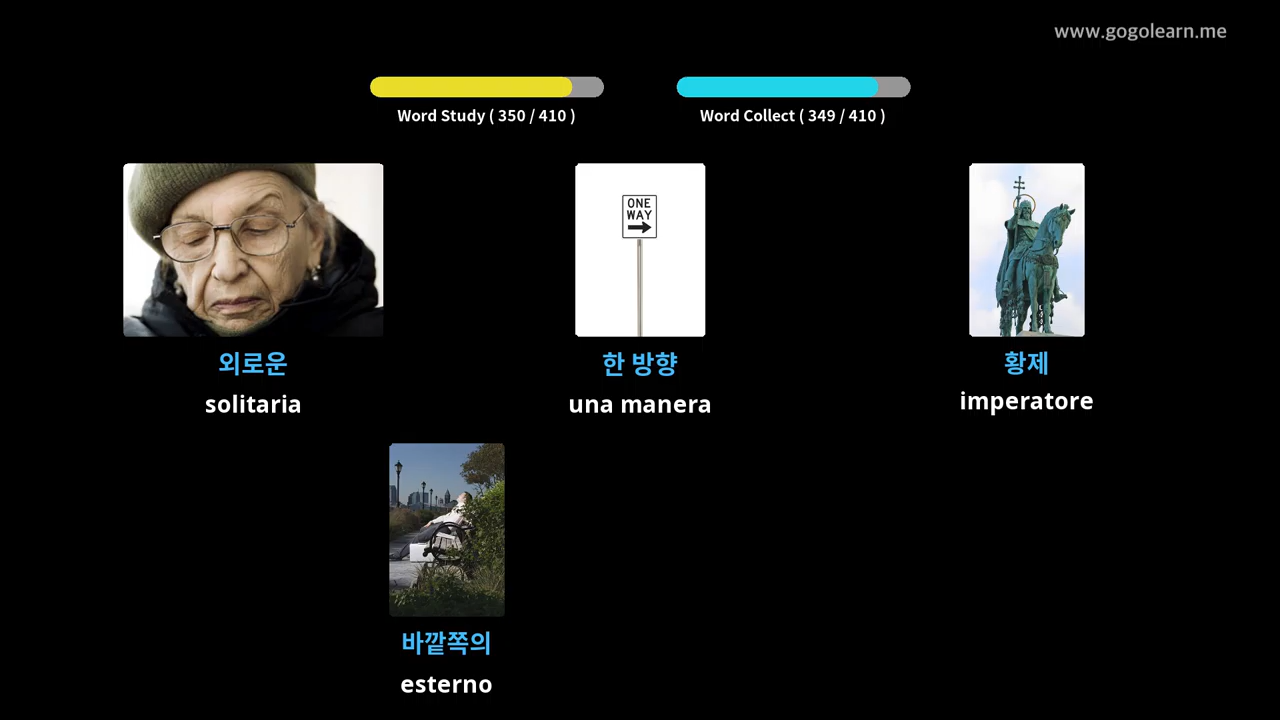 www.gogolearn.me
Word Study ( 350 / 410 )
Word Collect ( 349 / 410 )
ONE
WAY
외로운
한 방향
황제
solitaria
una manera
imperatore
바깥쪽의
esterno